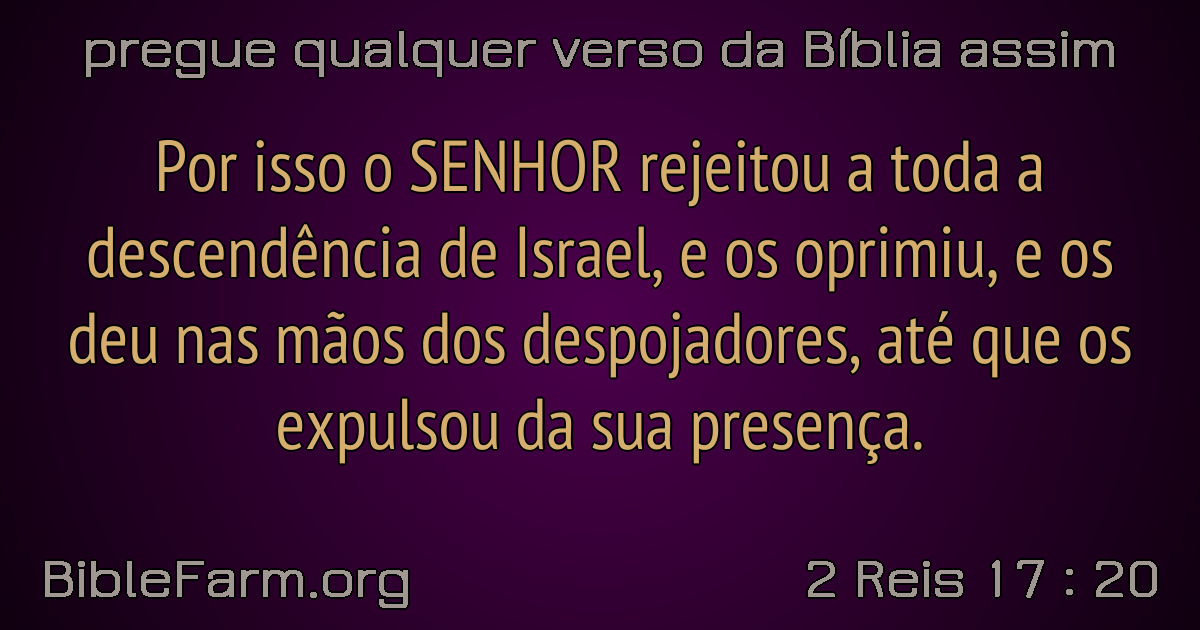 pregue qualquer verso da Bíblia assim
Por isso o SENHOR rejeitou a toda a
descendência de Israel, e os oprimiu, e os
deu nas mãos dos despojadores, até que os
expulsou da sua presença.
BibleFarm.org
2 Reis 17 : 20